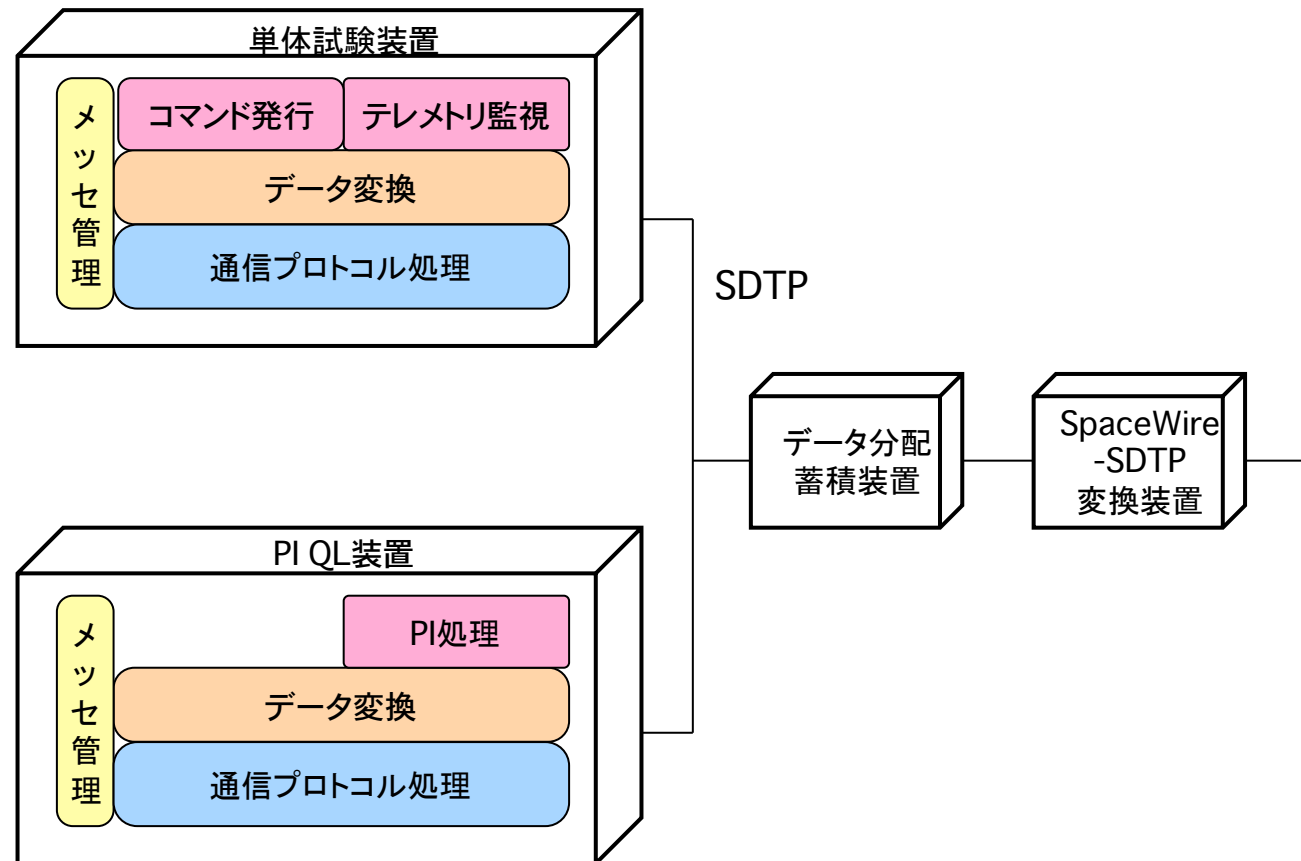 単体試験装置
メッセ管理
コマンド発行
テレメトリ監視
データ変換
通信プロトコル処理
SDTP
データ分配
蓄積装置
SpaceWire
-SDTP
変換装置
PI QL装置
メッセ管理
PI処理
データ変換
通信プロトコル処理